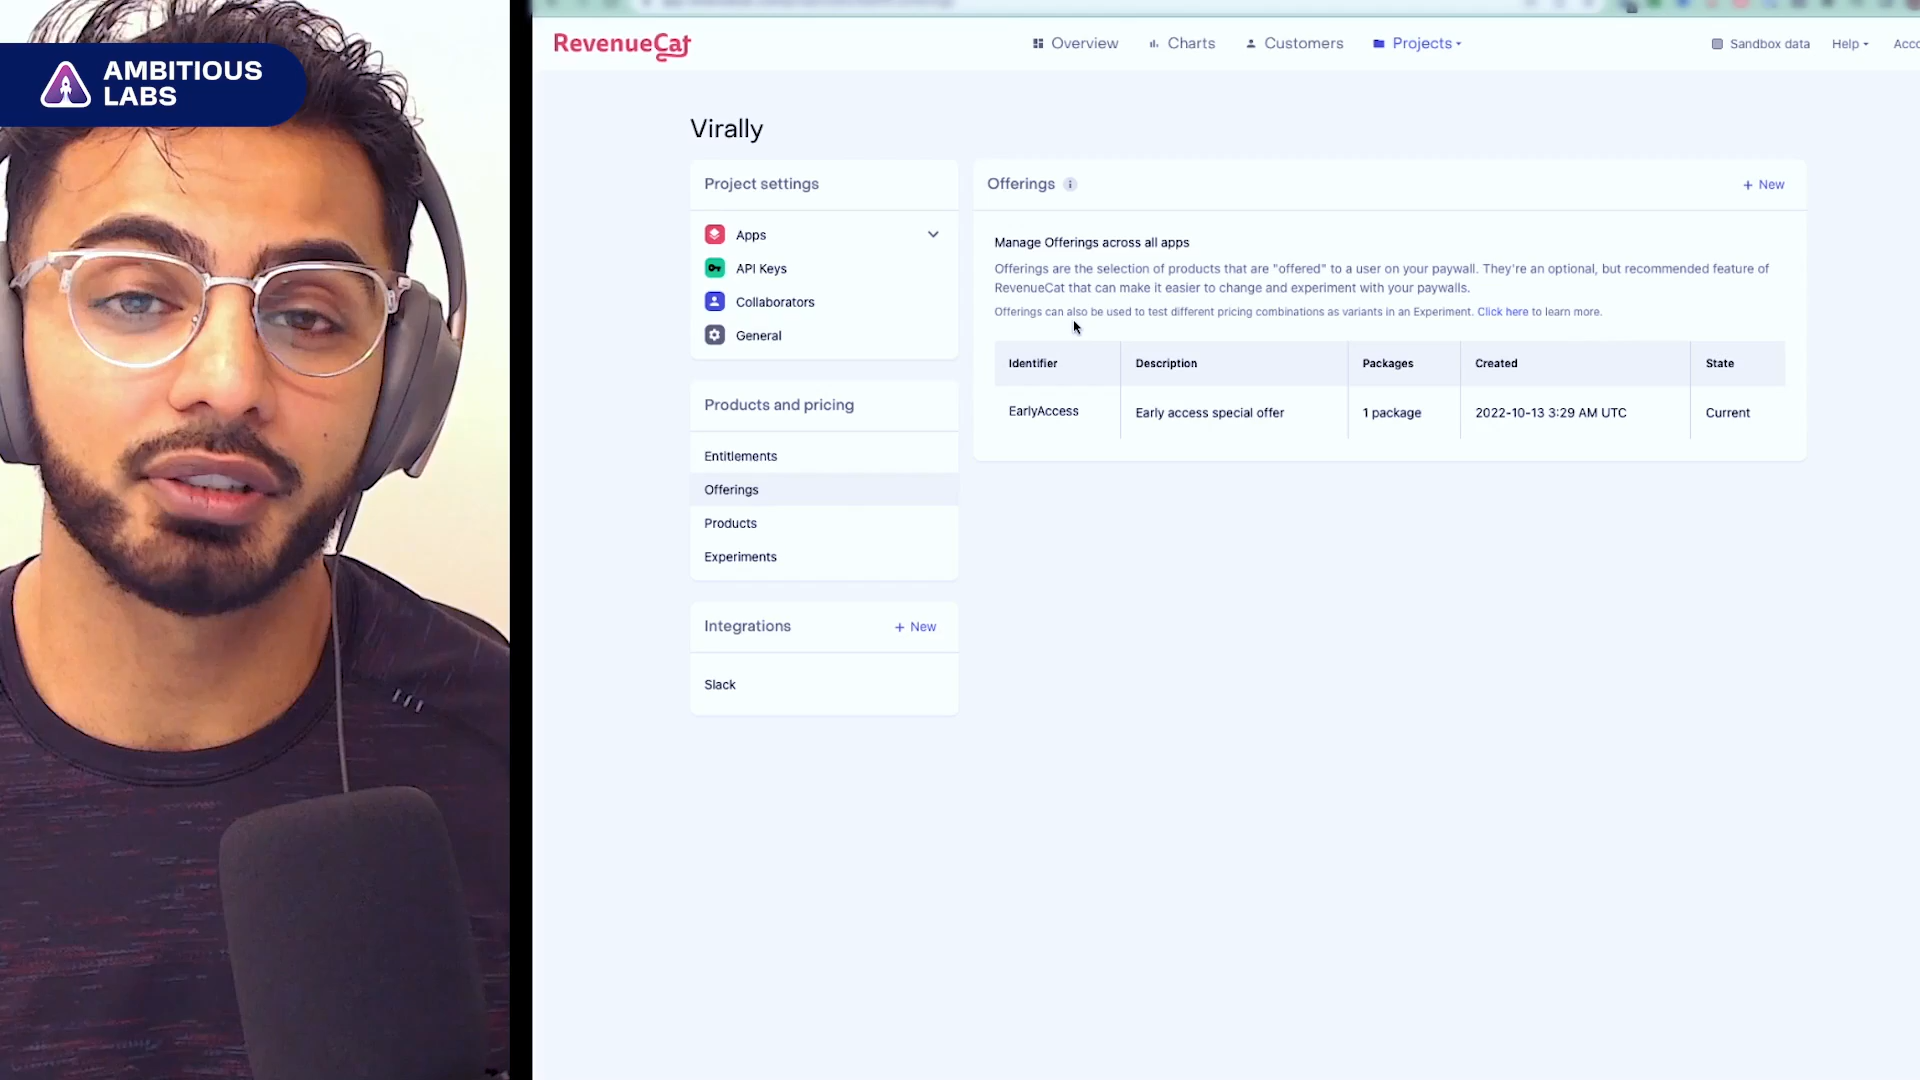 AMBITIOUS
LABS
RevenueCat
Overview
Charts
Customers
Projects
Sandbox data
Help
Virally
Project settings
Apps
API Keys
Collaborators
General
Products and pricing
Entitlements
Offerings
Products
Experiments
Integrations
+ New
Slack
Offerings
+ New
Manage Offerings across all apps
Offerings are the selection of products that are "offered" to a user on your paywall. They're an optional, but recommended feature of
RevenueCat that can make it easier to change and experiment with your paywalls.
Offerings can also be used to test different pricing combinations as variants in an Experiment. Click here to learn more.
Identifier Description Packages Created State
EarlyAccess Early access special offer 1 package 2022-10-13 3:29 AM UTC Current